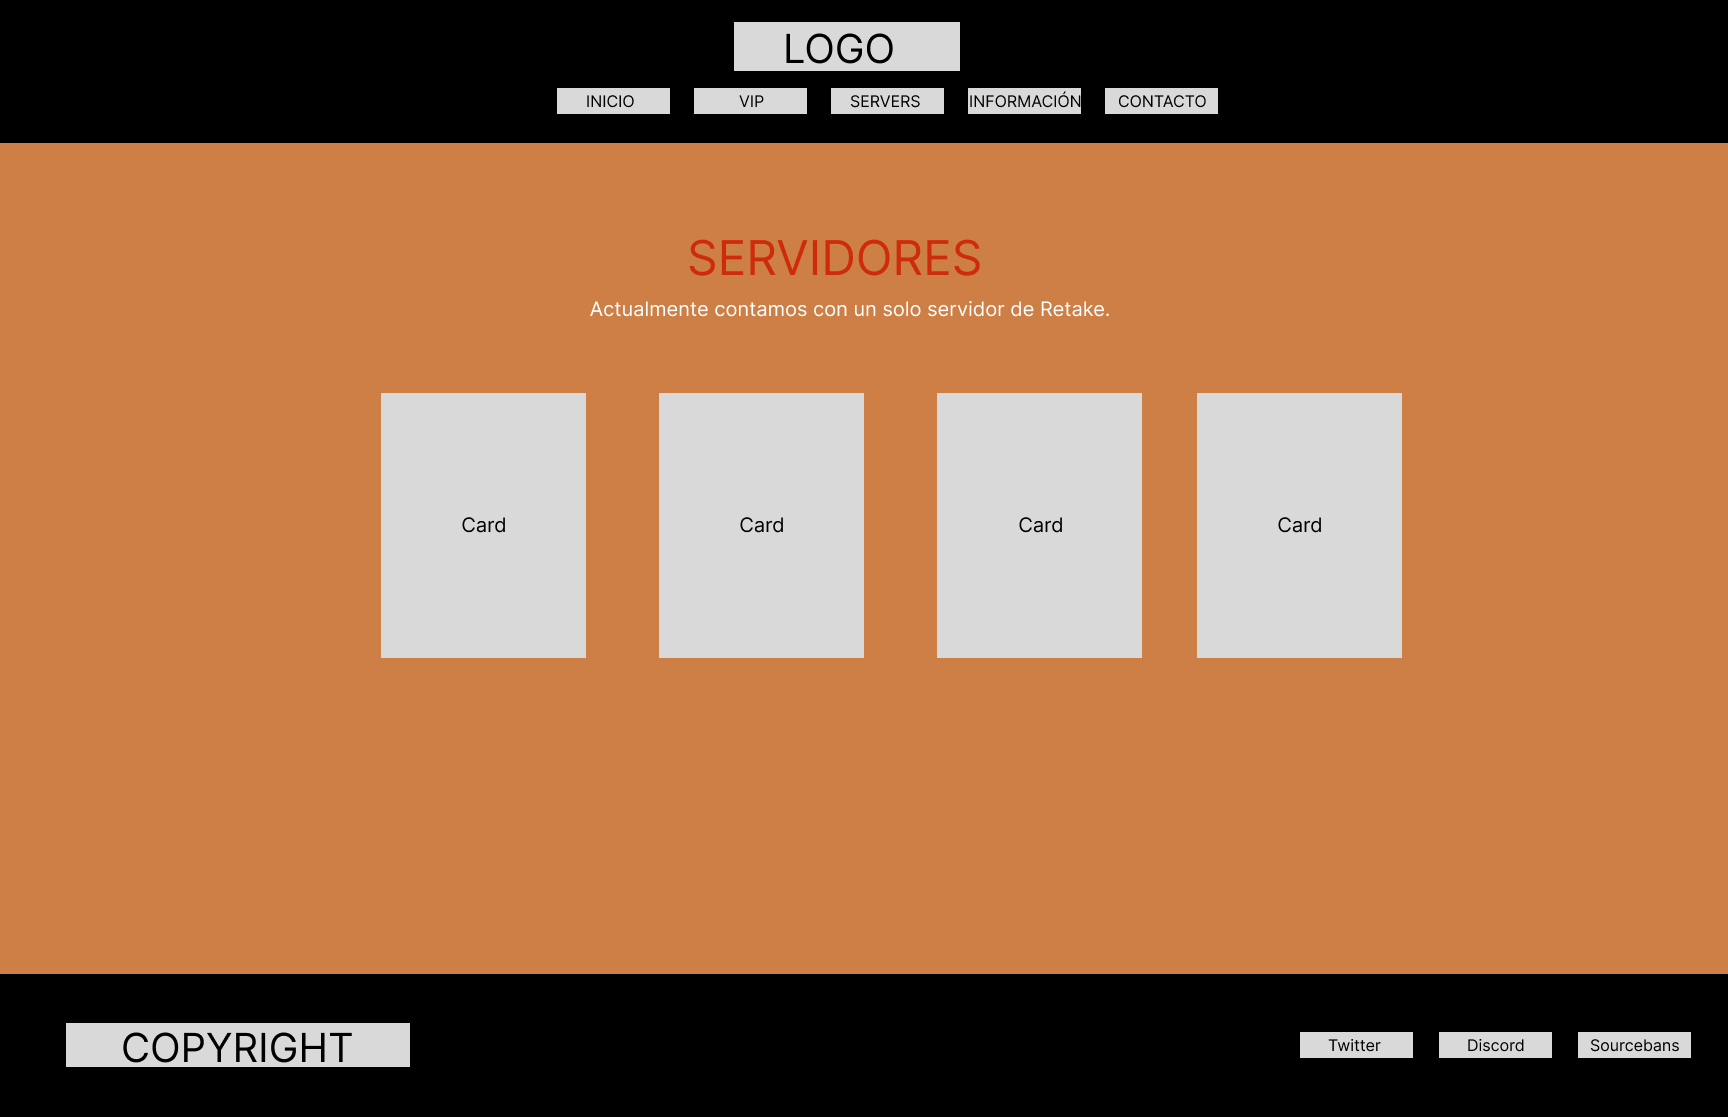 LOGO
INICIO VIP SERVERS INFORMACIÓN CONTACTO
SERVIDORES
Actualmente contamos con un solo servidor de Retake.
Card Card Card Card
COPYRIGHT Twitter Discord Sourcebans